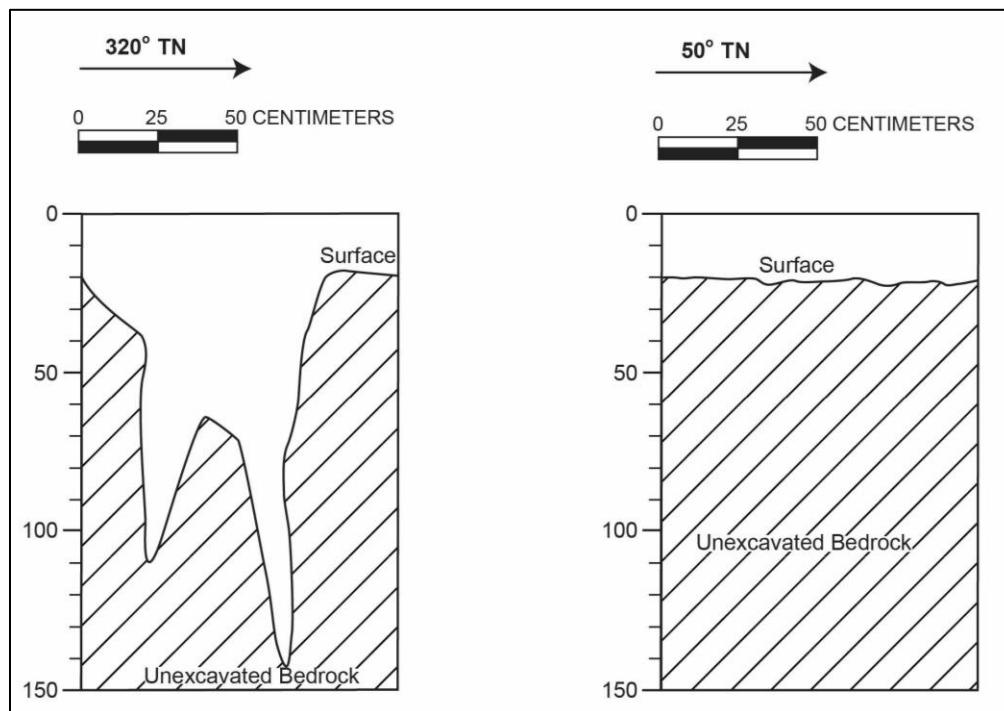 320° TN
0 25 50 CENTIMETERS
0
Surface
50
100
Unexcavated Bedrock
150
50° TN
0 25 50 CENTIMETERS
0
Surface
50
100
Unexcavated Bedrock
150